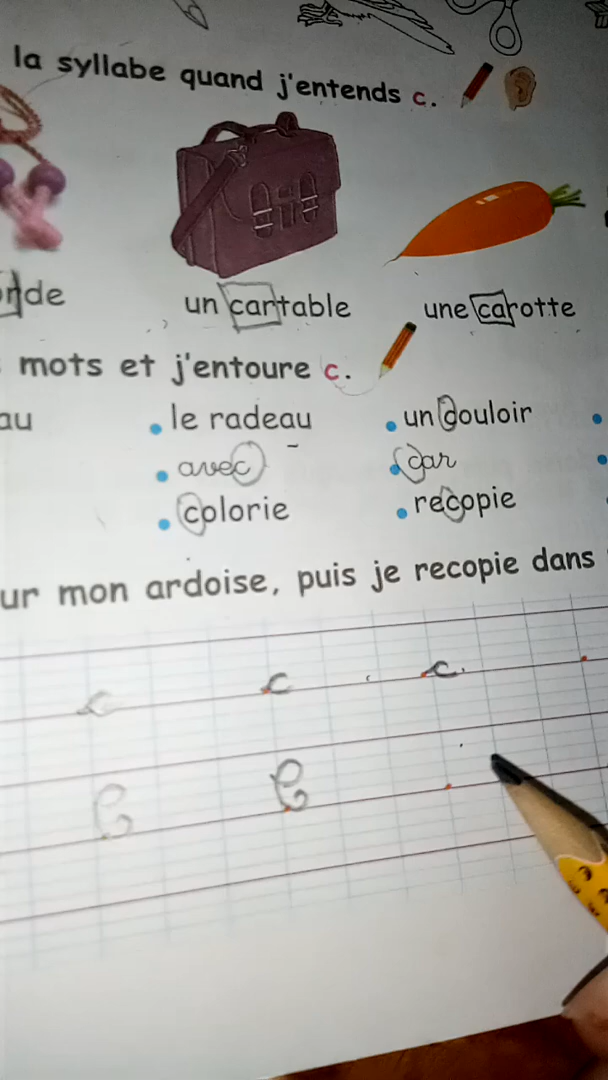 la syllabe quand j'entends c.
nde un cartable une carotte
mots et j'entoure c.
au le radeau un couloir
avec car
colorie recopie
ur mon ardoise, puis je recopie dans
c c c
C C